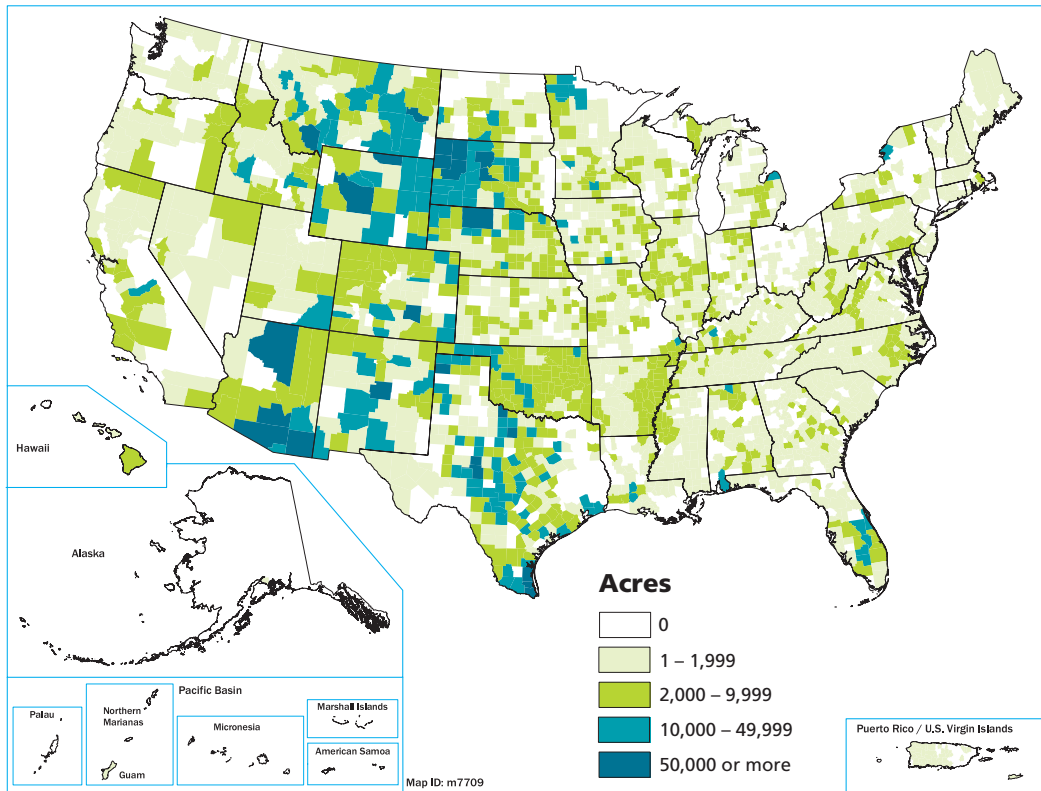 Hawaii
Alaska
Pacific Basin
Palau
Northern
Marianas
Guam
Micronesia
Marshall Islands
American Samoa
Map ID: m7709
Acres
0
1 – 1,999
2,000 – 9,999
10,000 – 49,999
50,000 or more
Puerto Rico / U.S. Virgin Islands